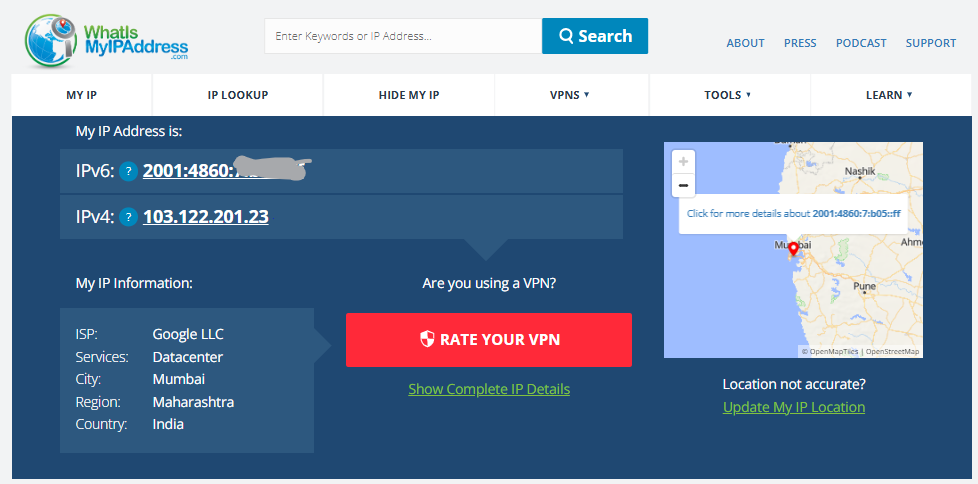 WhatIs
MyIPAddress
.com
Enter Keywords or IP Address...
Search
ABOUT PRESS PODCAST SUPPORT
MY IP IP LOOKUP HIDE MY IP VPNS ▾ TOOLS ▾ LEARN ▾
My IP Address is:
IPv6: ? 2001:4860:
IPv4: ? 103.122.201.23
My IP Information:
ISP: Google LLC
Services: Datacenter
City: Mumbai
Region: Maharashtra
Country: India
Are you using a VPN?
RATE YOUR VPN
Show Complete IP Details
+
−
Nashik
Click for more details about 2001:4860:7:b05::ff
Mumbai
Ahme
Pune
© OpenMapTiles | OpenStreetMap
Location not accurate?
Update My IP Location